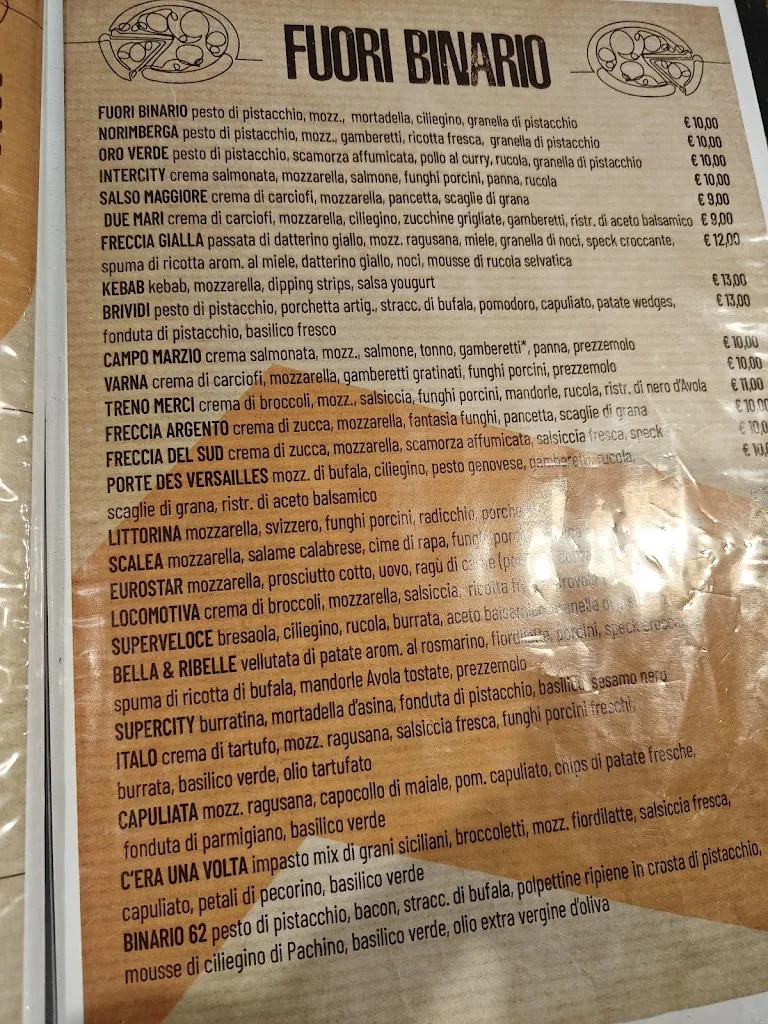 FUORI BINARIO
FUORI BINARIO pesto di pistacchio, mozz., mortadella, ciliegino, granella di pistacchio € 10,00
NORIMBERGA pesto di pistacchio, mozz., gamberetti, ricotta fresca, granella di pistacchio € 10,00
ORO VERDE pesto di pistacchio, scamorza affumicata, pollo al curry, rucola, granella di pistacchio € 10,00
INTERCITY crema salmonata, mozzarella, salmone, funghi porcini, panna, rucola € 10,00
SALSO MAGGIORE crema di carciofi, mozzarella, pancetta, scaglie di grana € 9,00
DUE MARI crema di carciofi, mozzarella, ciliegino, zucchine grigliate, gamberetti, ristr. di aceto balsamico € 9,00
FRECCIA GIALLA passata di datterino giallo, mozz. ragusana, miele, granella di noci, speck croccante, € 12,00
spuma di ricotta arom. al miele, datterino giallo, noci, mousse di rucola selvatica
KEBAB kebab, mozzarella, dipping strips, salsa yougurt € 13,00
BRIVIDI pesto di pistacchio, porchetta artig., stracc. di bufala, pomodoro, capuliato, patate wedges, € 13,00
fonduta di pistacchio, basilico fresco
CAMPO MARZIO crema salmonata, mozz., salmone, tonno, gamberetti*, panna, prezzemolo € 10,00
VARNA crema di carciofi, mozzarella, gamberetti gratinati, funghi porcini, prezzemolo € 10,00
TRENO MERCI crema di broccoli, mozz., salsiccia, funghi porcini, mandorle, rucola, ristr. di nero d'Avola € 11,00
FRECCIA ARGENTO crema di zucca, mozzarella, fantasia funghi, pancetta, scaglie di grana € 10,00
FRECCIA DEL SUD crema di zucca, mozzarella, scamorza affumicata, salsiccia fresca, speck € 10,0
PORTE DES VERSAILLES mozz. di bufala, ciliegino, pesto genovese, gamberetti, rucola, € 10,
scaglie di grana, ristr. di aceto balsamico
LITTORINA mozzarella, svizzero, funghi porcini, radicchio,
SCALEA mozzarella, salame calabrese, cime di rapa,
EUROSTAR mozzarella, prosciutto cotto, uovo, ragù di
LOCOMOTIVA crema di broccoli, mozzarella, salsiccia, ricotta
SUPERVELOCE bresaola, ciliegino, rucola, burrata, aceto
BELLA & RIBELLE vellutata di patate arom. al rosmarino, fiordilatte, porcini, speck
spuma di ricotta di bufala, mandorle Avola tostate, prezzemolo
SUPERCITY burratina, mortadella d'asina, fonduta di pistacchio, basilico, sesamo nero
ITALO crema di tartufo, mozz. ragusana, salsiccia fresca, funghi porcini freschi,
burrata, basilico verde, olio tartufato
CAPULIATA mozz. ragusana, capocollo di maiale, pom. capuliato, chips di patate fresche,
fonduta di parmigiano, basilico verde
C'ERA UNA VOLTA impasto mix di grani siciliani, broccoletti, mozz. fiordilatte, salsiccia fresca,
capuliato, petali di pecorino, basilico verde
BINARIO 62 pesto di pistacchio, bacon, stracc. di bufala, polpettine ripiene in crosta di pistacchio,
mousse di ciliegino di Pachino, basilico verde, olio extra vergine d'oliva